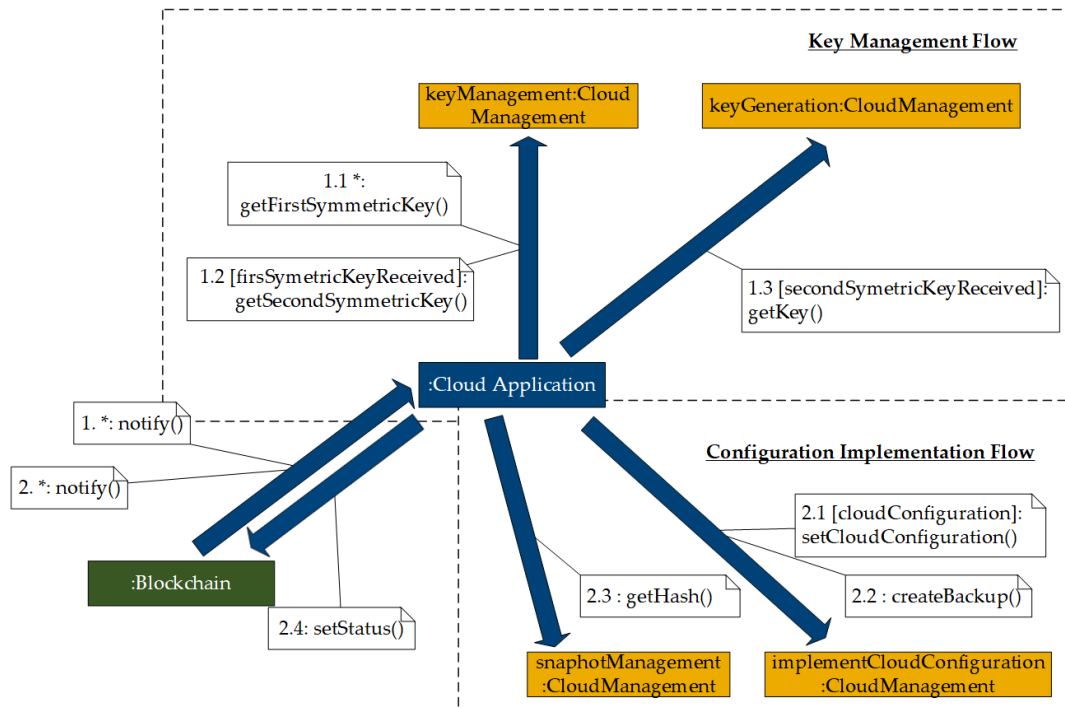 Key Management Flow
keyManagement:Cloud
Management
keyGeneration:CloudManagement
1.1 *:
getFirstSymmetricKey()
1.2 [firsSymetricKeyReceived]:
getSecondSymmetricKey()
1.3 [secondSymetricKeyReceived]:
getKey()
:Cloud Application
1. *: notify()
2. *: notify()
Configuration Implementation Flow
2.1 [cloudConfiguration]:
setCloudConfiguration()
:Blockchain
2.3 : getHash()
2.2 : createBackup()
2.4: setStatus()
snaphotManagement
:CloudManagement
implementCloudConfiguration
:CloudManagement